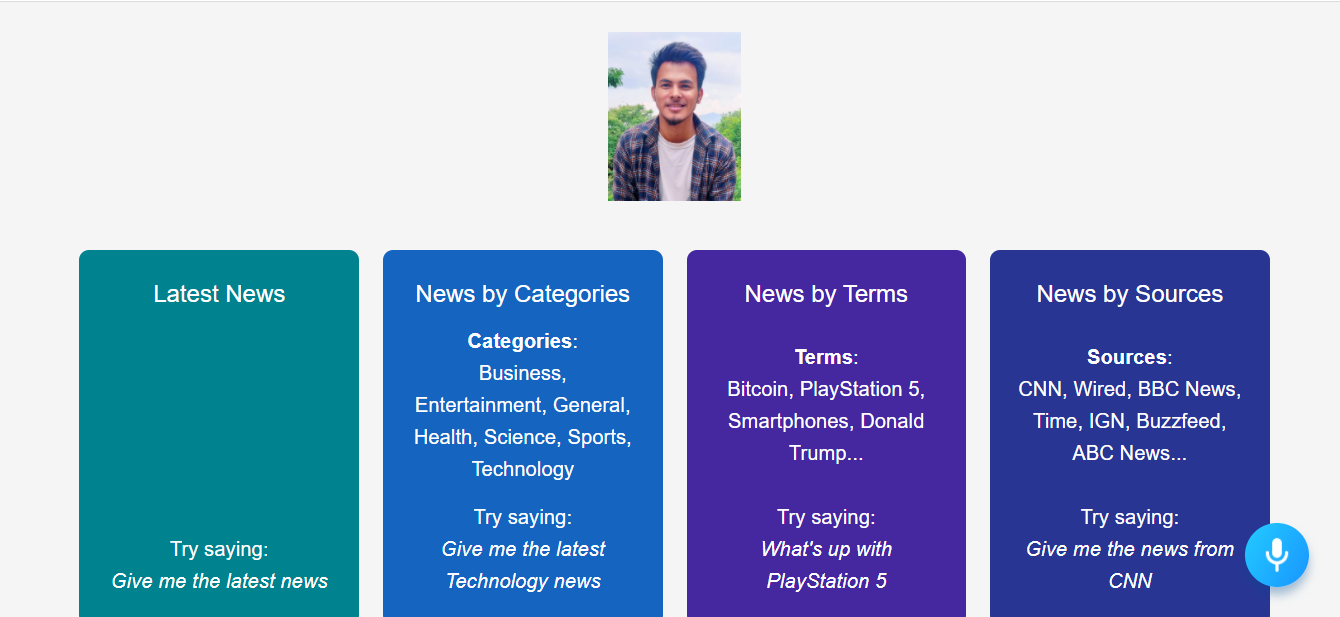 Latest News
Try saying:
Give me the latest news
News by Categories
Categories:
Business,
Entertainment, General,
Health, Science, Sports,
Technology
Try saying:
Give me the latest
Technology news
News by Terms
Terms:
Bitcoin, PlayStation 5,
Smartphones, Donald
Trump...
Try saying:
What's up with
PlayStation 5
News by Sources
Sources:
CNN, Wired, BBC News,
Time, IGN, Buzzfeed,
ABC News...
Try saying:
Give me the news from
CNN